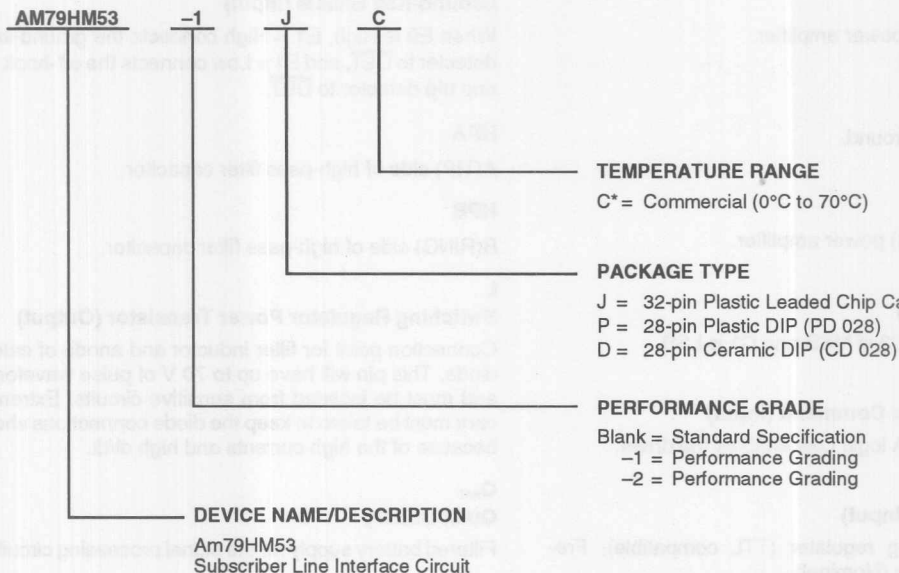 AM79HM53 –1 J C
TEMPERATURE RANGE
C* = Commercial (0°C to 70°C)
PACKAGE TYPE
J = 32-pin Plastic Leaded Chip
P = 28-pin Plastic DIP (PD 028)
D = 28-pin Ceramic DIP (CD 028)
PERFORMANCE GRADE
Blank = Standard Specification
–1 = Performance Grading
–2 = Performance Grading
DEVICE NAME/DESCRIPTION
Am79HM53
Subscriber Line Interface Circuit